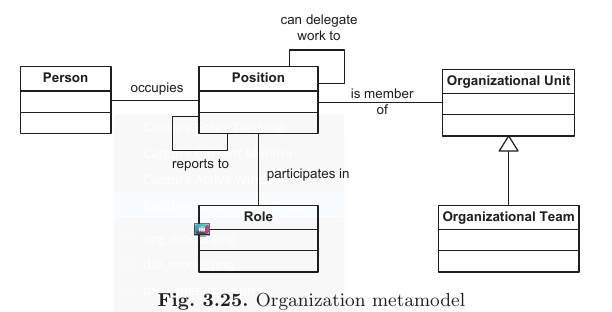 can delegate
work to
Person
Position
Organizational Unit
occupies
is member
of
reports to
participates in
Role
Organizational Team
Fig. 3.25. Organization metamodel